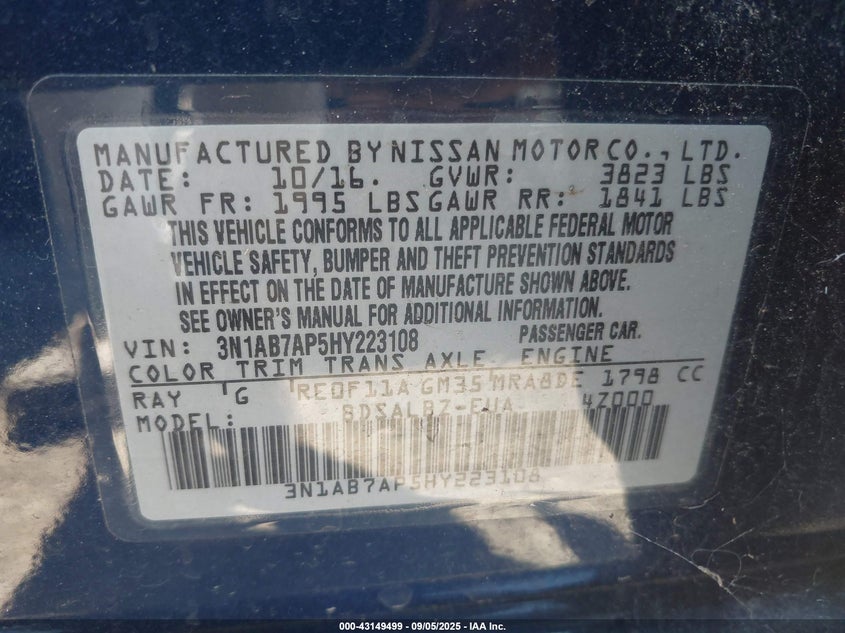 MANUFACTURED BY NISSAN MOTOR CO., LTD.
DATE: 10/16. GVWR: 3823 LBS
GAWR FR: 1995 LBS GAWR RR: 1841 LBS
THIS VEHICLE CONFORMS TO ALL APPLICABLE FEDERAL MOTOR
VEHICLE SAFETY, BUMPER AND THEFT PREVENTION STANDARDS
IN EFFECT ON THE DATE OF MANUFACTURE SHOWN ABOVE.
SEE OWNER'S MANUAL FOR ADDITIONAL INFORMATION.
VIN: 3N1AB7AP5HY223108 PASSENGER CAR.
COLOR TRIM TRANS AXLE ENGINE
RAY G RE0F11A GM35 MRA8DE 1798 CC
MODEL: BDSALBZ-EUA 4Z000
3N1AB7AP5HY223108
000-43149499 - 09/05/2025 - IAA Inc.